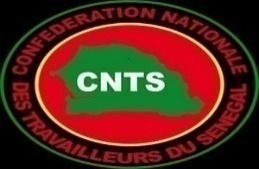 CONFEDERATION NATIONALE
CNTS
DES TRAVAILLEURS DU SENEGAL